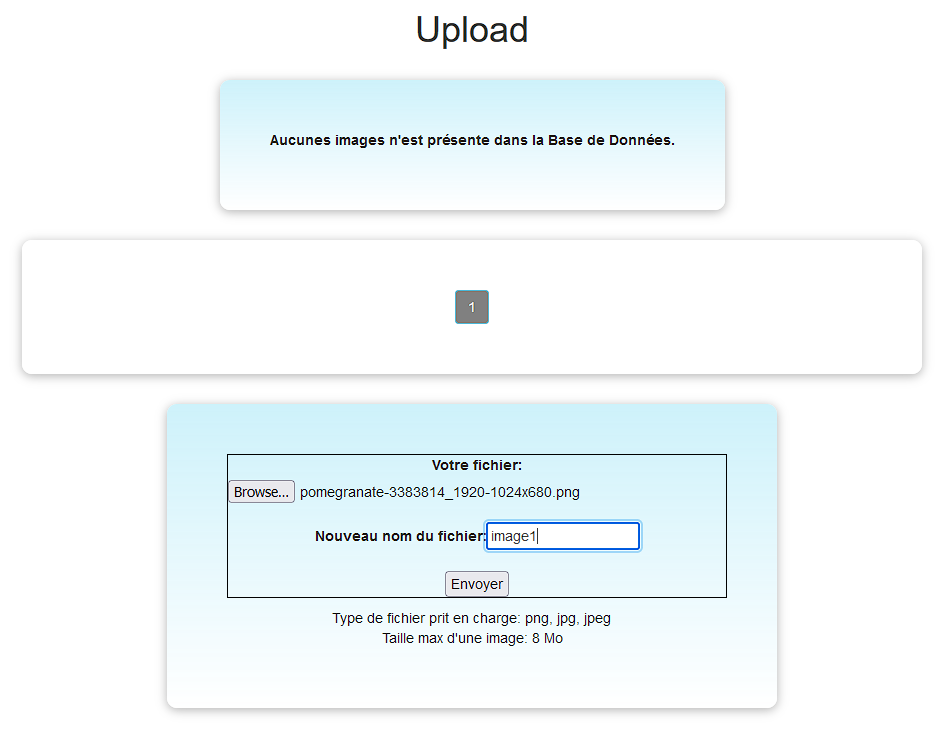 Upload
Aucunes images n'est présente dans la Base de Données.
1
Votre fichier:
Browse... pomegranate-3383814_1920-1024x680.png
Nouveau nom du fichier: image1
Envoyer
Type de fichier prit en charge: png, jpg, jpeg
Taille max d'une image: 8 Mo